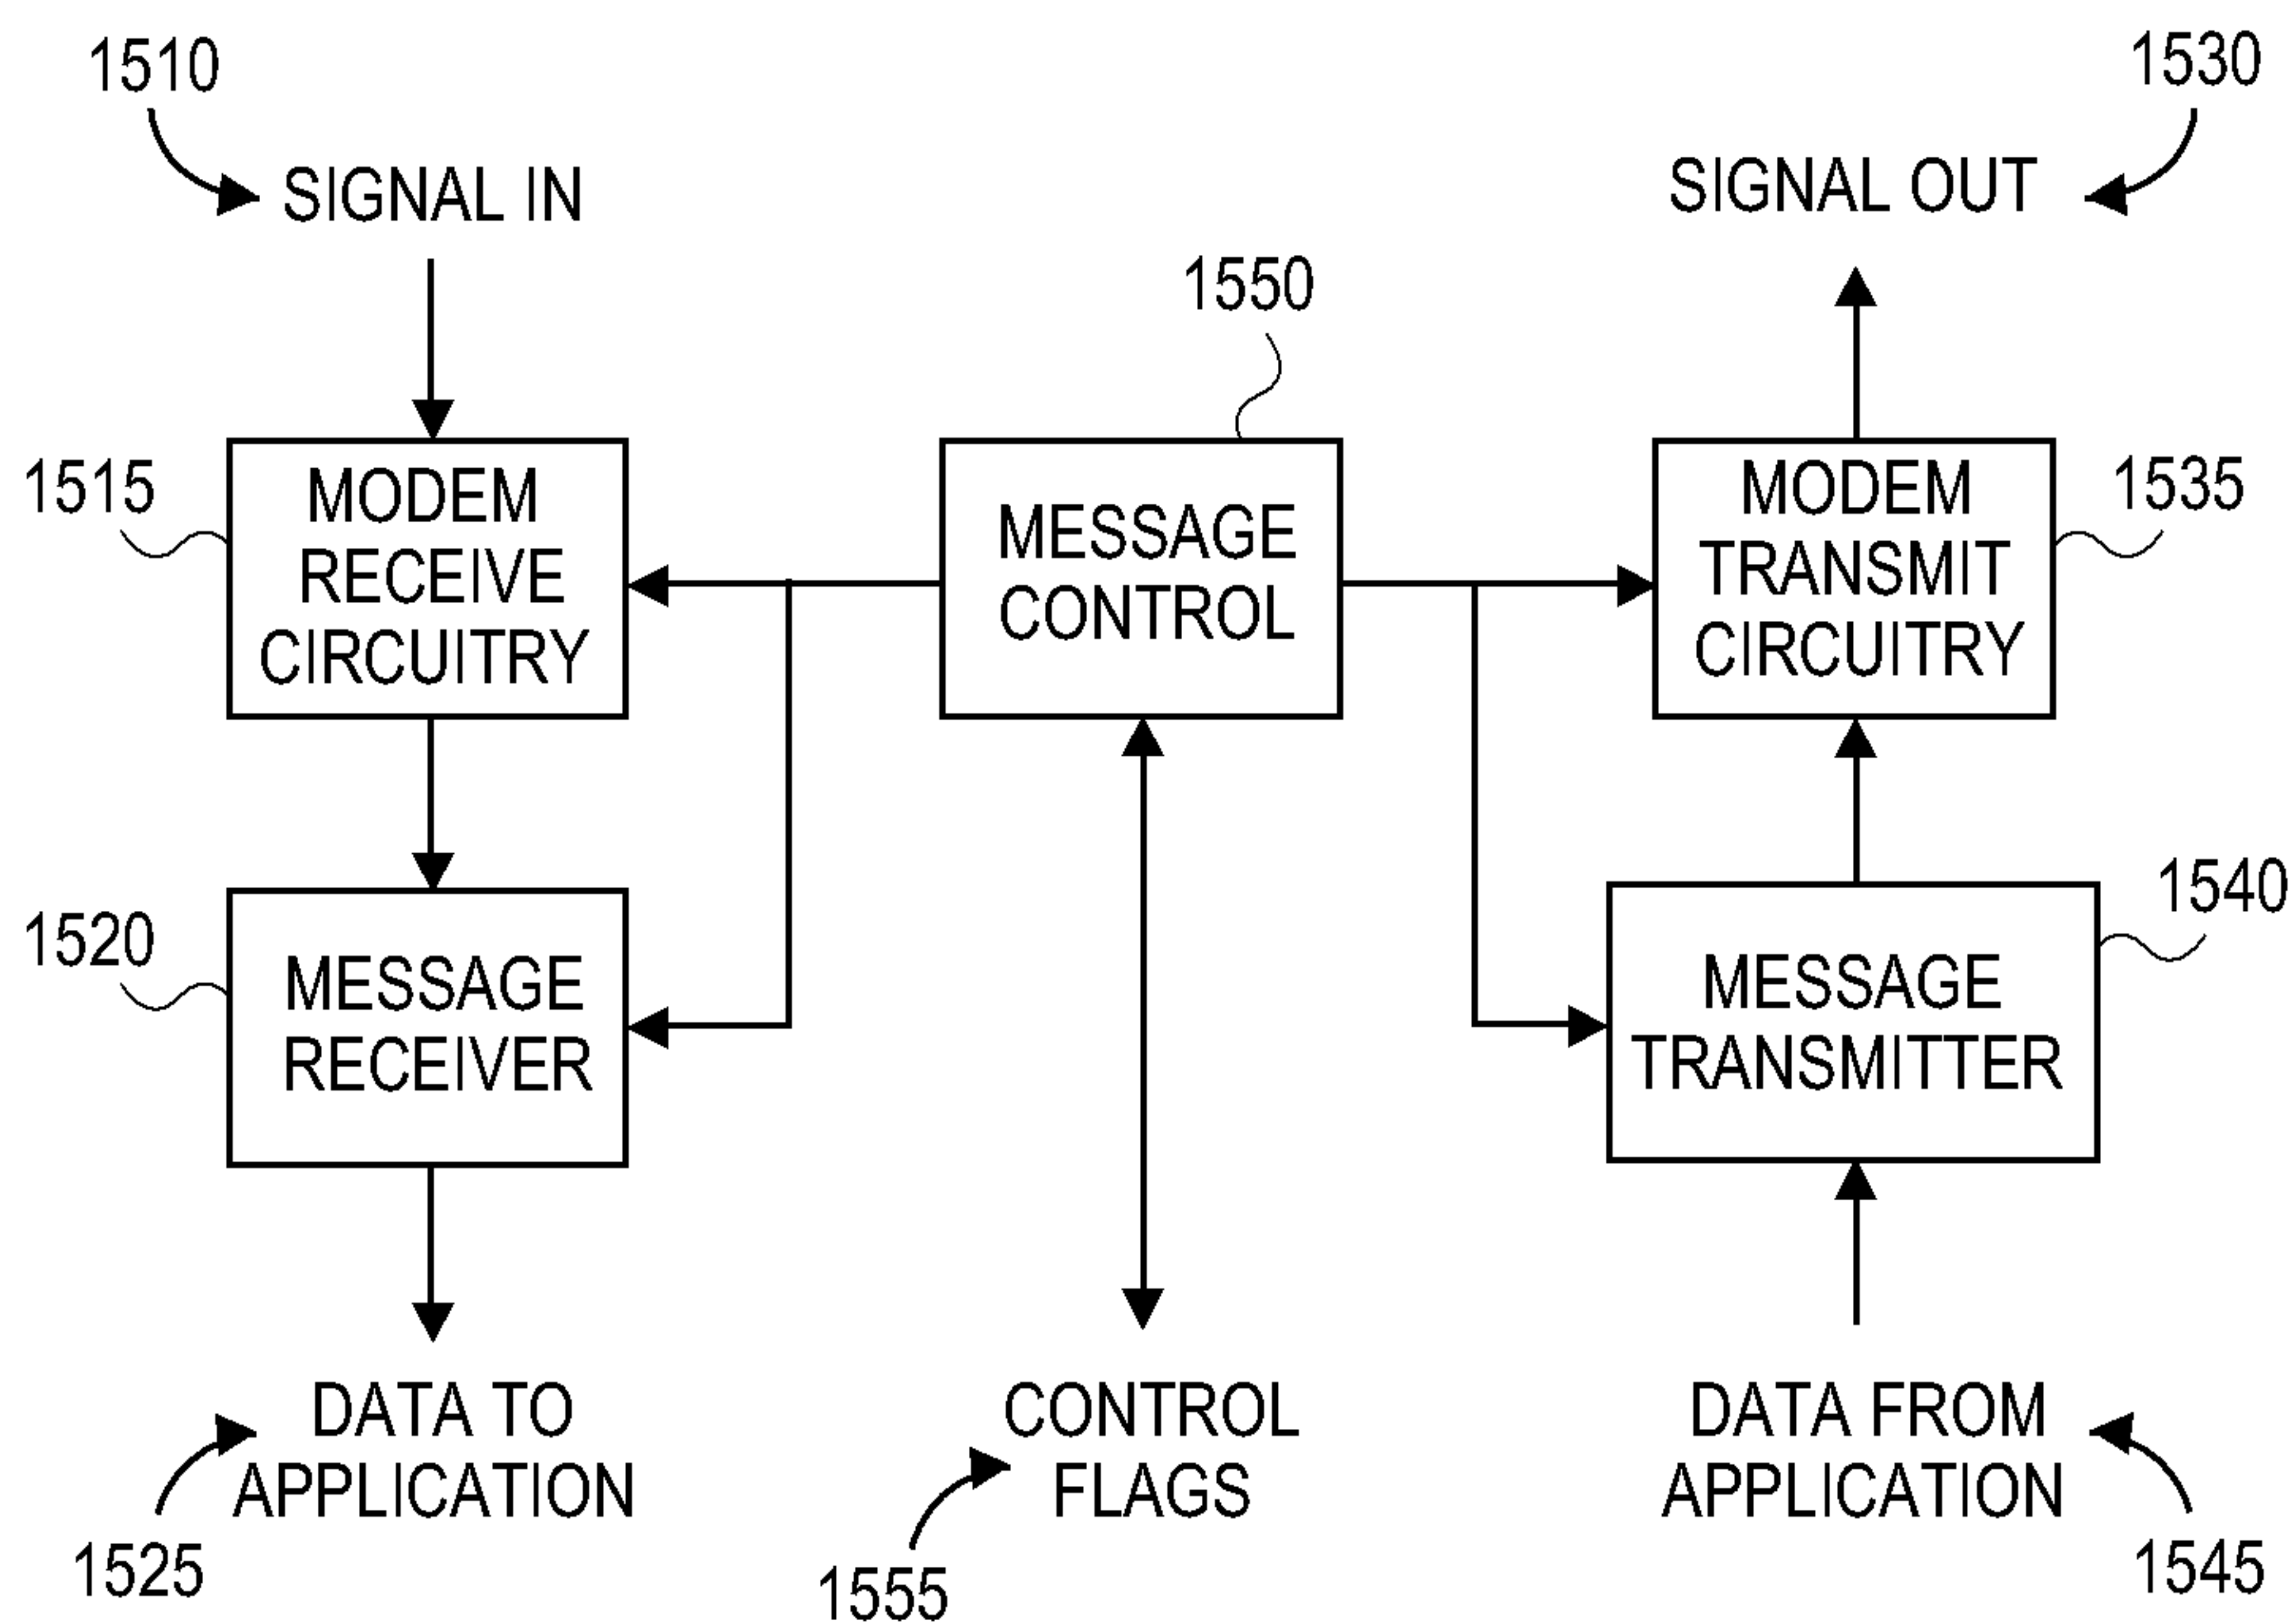 1510
1530
SIGNAL IN
SIGNAL OUT
1550
1515
MODEM
RECEIVE
CIRCUITRY
MESSAGE
CONTROL
MODEM
TRANSMIT
CIRCUITRY
1535
1520
MESSAGE
RECEIVER
MESSAGE
TRANSMITTER
1540
DATA TO
APPLICATION
1525
CONTROL
FLAGS
1555
DATA FROM
APPLICATION
1545